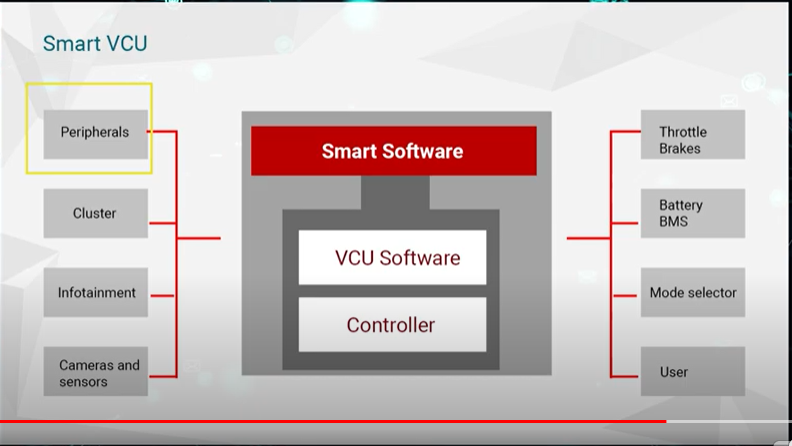 Smart VCU
Peripherals
Cluster
Infotainment
Cameras and
sensors
Smart Software
VCU Software
Controller
Throttle
Brakes
Battery
BMS
Mode selector
User